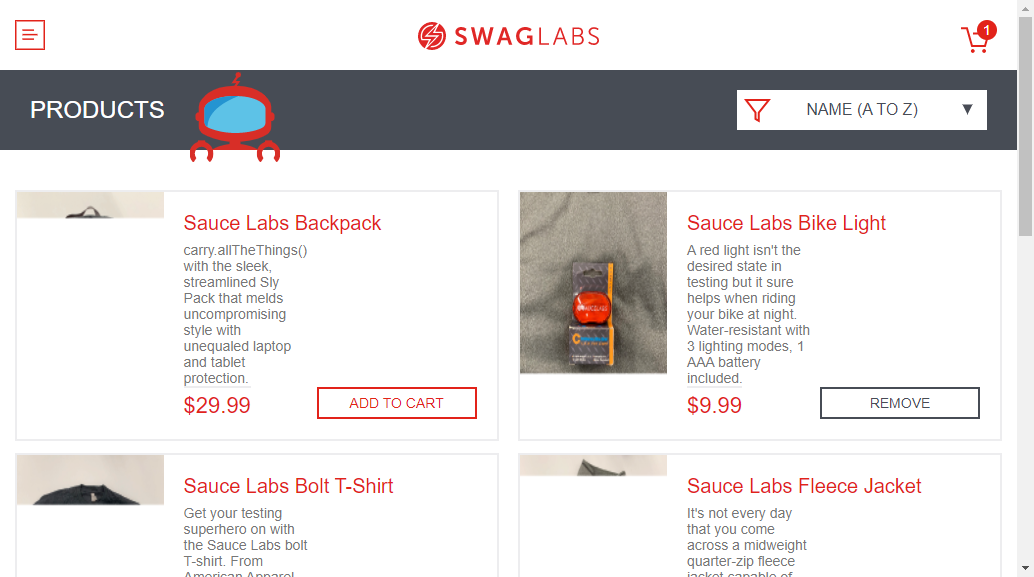 SWAGLABS
1
PRODUCTS
NAME (A TO Z)
Sauce Labs Backpack
carry.allTheThings()
with the sleek,
streamlined Sly
Pack that melds
uncompromising
style with
unequaled laptop
and tablet
protection.
$29.99
ADD TO CART
Sauce Labs Bike Light
A red light isn't the
desired state in
testing but it sure
helps when riding
your bike at night.
Water-resistant with
3 lighting modes, 1
AAA battery
included.
$9.99
REMOVE
Sauce Labs Bolt T-Shirt
Get your testing
superhero on with
the Sauce Labs bolt
T-shirt. From
American Apparel
Sauce Labs Fleece Jacket
It's not every day
that you come
across a midweight
quarter-zip fleece
jacket capable of